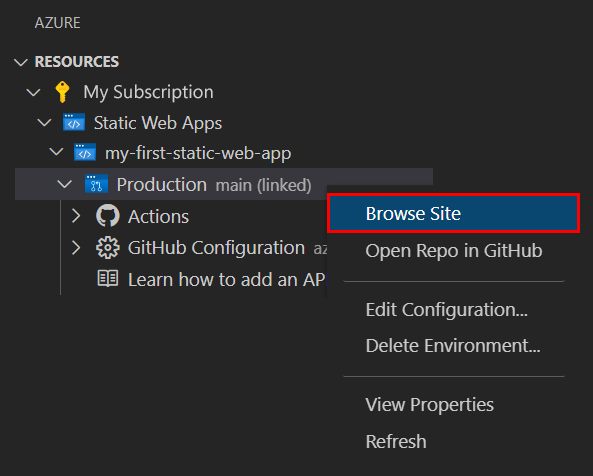 AZURE
RESOURCES
My Subscription
Static Web Apps
my-first-static-web-app
Production main (linked)
Actions
GitHub Configuration az
Learn how to add an AP
Browse Site
Open Repo in GitHub
Edit Configuration...
Delete Environment...
View Properties
Refresh